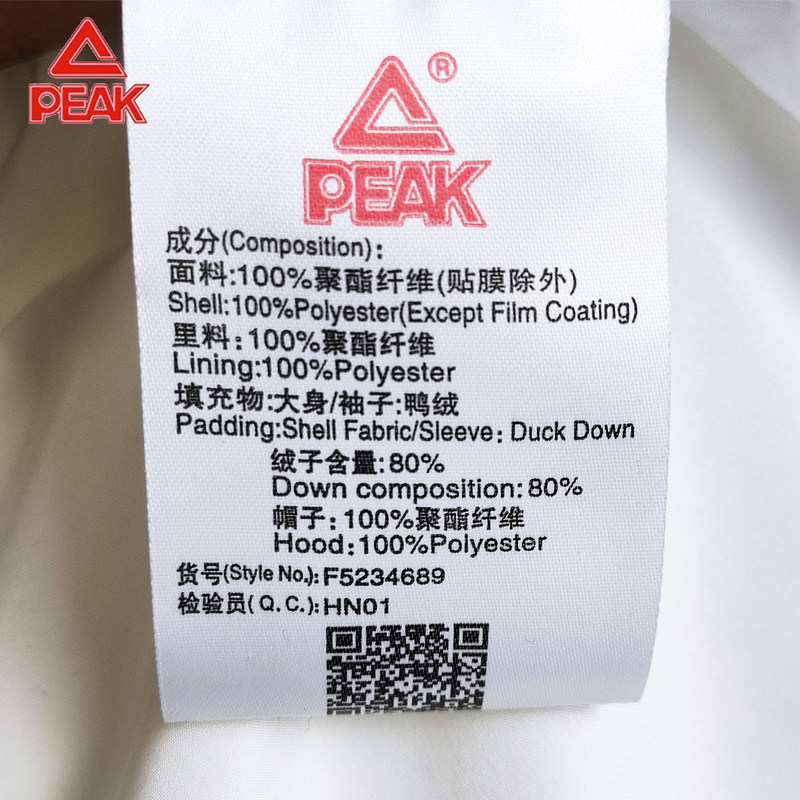 PEAK
®
PEAK
成分(Composition):
面料:100%聚酯纤维(贴膜除外)
Shell:100%Polyester(Except Film Coating)
里料:100%聚酯纤维
Lining:100%Polyester
填充物:大身/袖子:鸭绒
Padding:Shell Fabric/Sleeve: Duck Down
绒子含量:80%
Down composition:80%
帽子:100%聚酯纤维
Hood:100%Polyester
货号(Style No.):F5234689
检验员(Q.C.):HN01